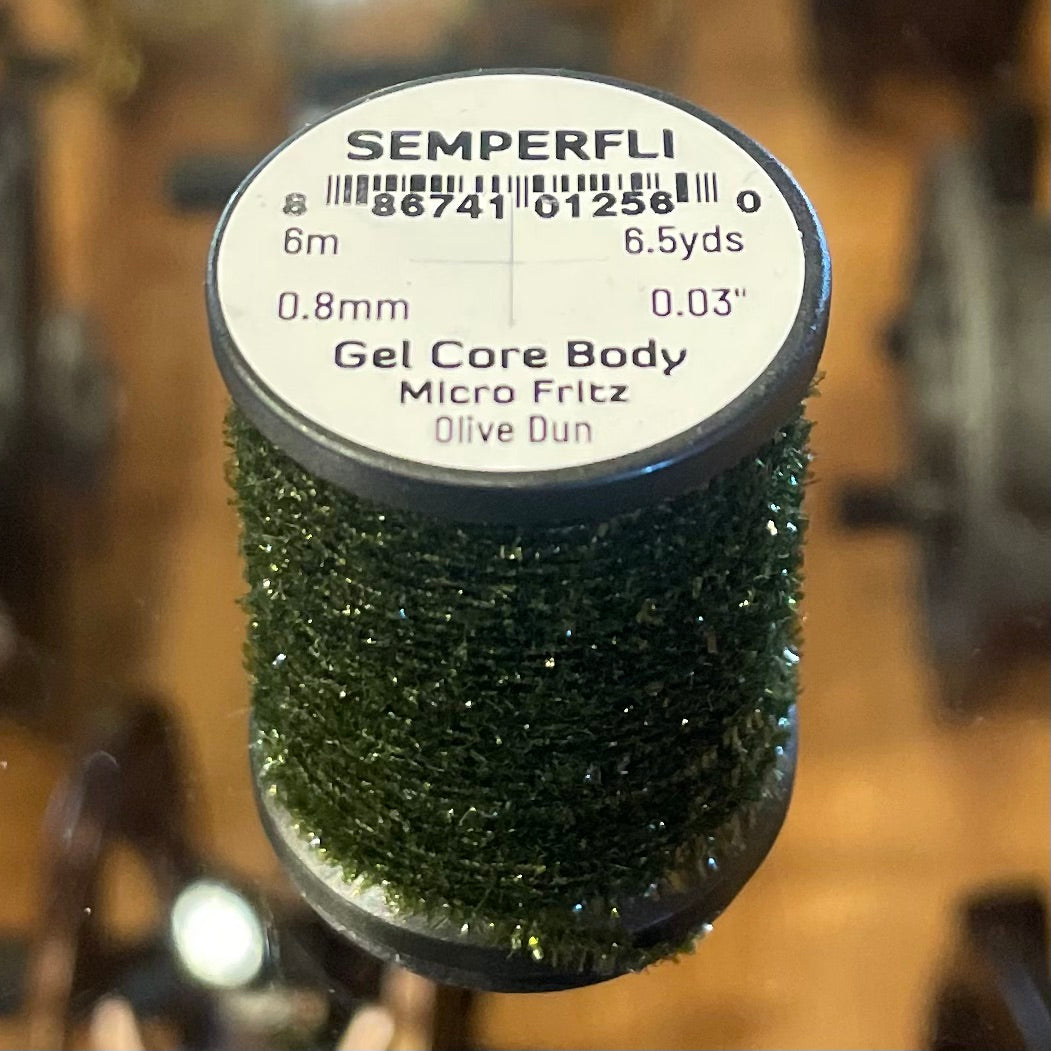 SEMPERFLI
8 86741 01256 0
6m 6.5yds
0.8mm 0.03"
Gel Core Body
Micro Fritz
Olive Dun